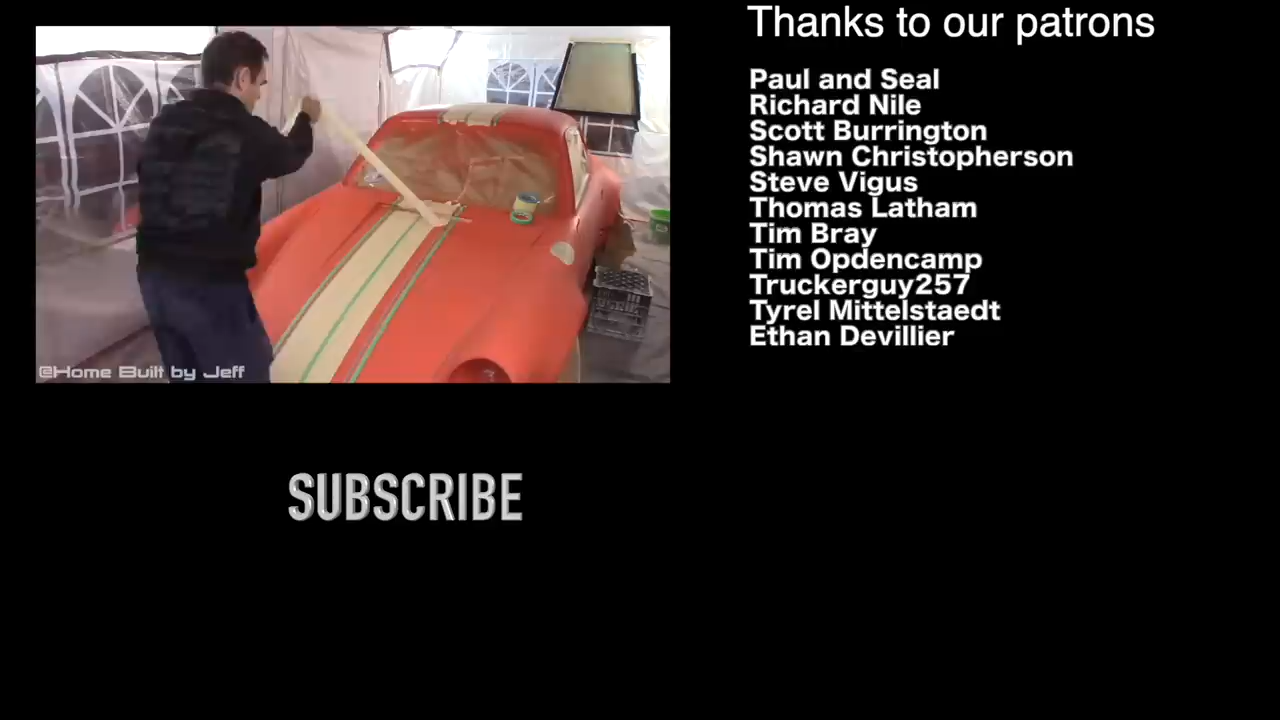 Thanks to our patrons
Paul and Seal
Richard Nile
Scott Burrington
Shawn Christopherson
Steve Vigus
Thomas Latham
Tim Bray
Tim Opdencamp
Truckerguy257
Tyrel Mittelstaedt
Ethan Devillier
@Home Built by Jeff
SUBSCRIBE